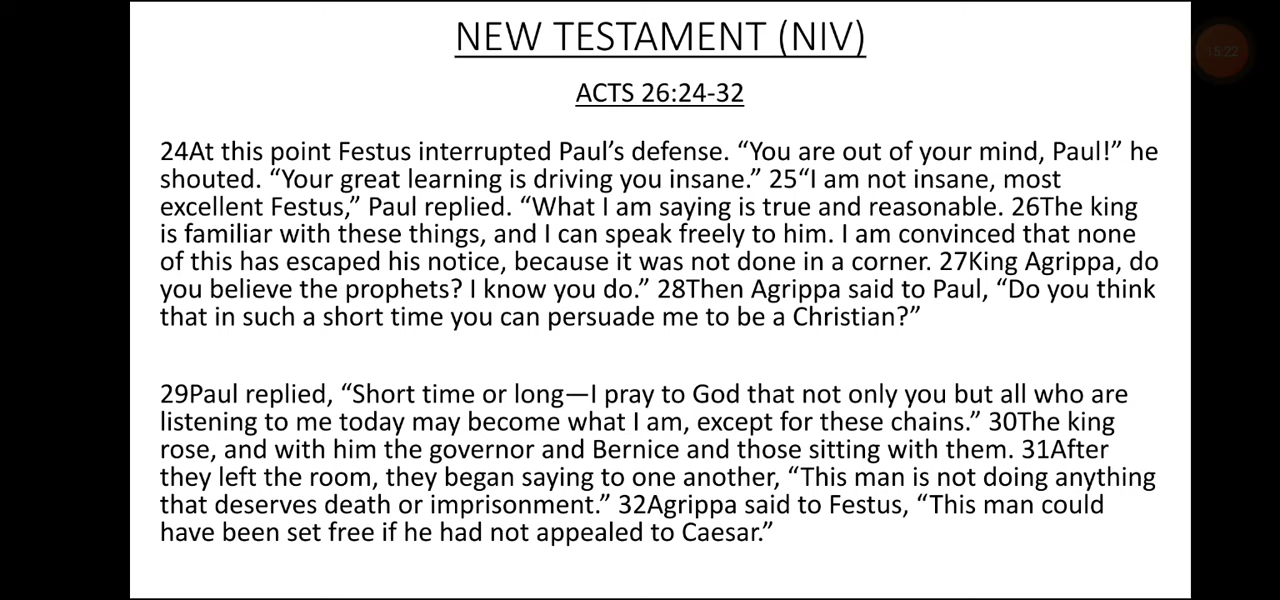 NEW TESTAMENT (NIV)
15:22
ACTS 26:24-32
24At this point Festus interrupted Paul’s defense. “You are out of your mind, Paul!” he
shouted. “Your great learning is driving you insane.” 25“I am not insane, most
excellent Festus,” Paul replied. “What I am saying is true and reasonable. 26The king
is familiar with these things, and I can speak freely to him. I am convinced that none
of this has escaped his notice, because it was not done in a corner. 27King Agrippa, do
you believe the prophets? I know you do.” 28Then Agrippa said to Paul, “Do you think
that in such a short time you can persuade me to be a Christian?”
29Paul replied, “Short time or long—I pray to God that not only you but all who are
listening to me today may become what I am, except for these chains.” 30The king
rose, and with him the governor and Bernice and those sitting with them. 31After
they left the room, they began saying to one another, “This man is not doing anything
that deserves death or imprisonment.” 32Agrippa said to Festus, “This man could
have been set free if he had not appealed to Caesar.”